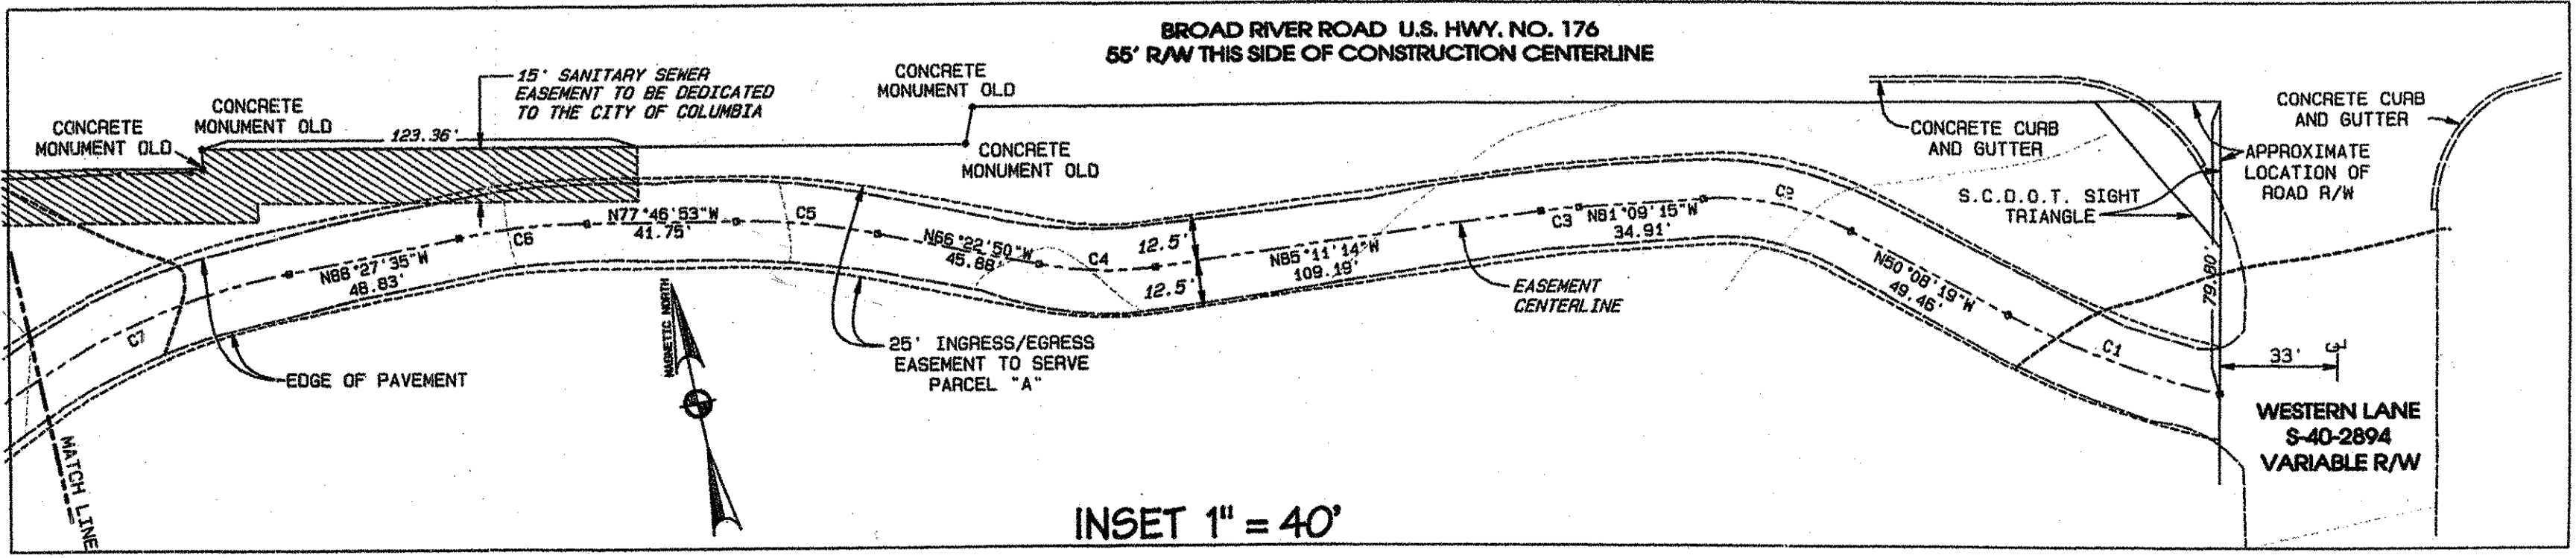 BROAD RIVER ROAD U.S. HWY. NO. 176
55' R/W THIS SIDE OF CONSTRUCTION CENTERLINE
15' SANITARY SEWER
EASEMENT TO BE DEDICATED
TO THE CITY OF COLUMBIA
CONCRETE
MONUMENT OLD
CONCRETE
MONUMENT OLD
CONCRETE
MONUMENT OLD
123.36'
CONCRETE
MONUMENT OLD
CONCRETE CURB
AND GUTTER
CONCRETE CURB
AND GUTTER
APPROXIMATE
LOCATION OF
ROAD R/W
S.C.D.O.T. SIGHT
TRIANGLE
C7
N88°27'35"W
48.83'
C6
N77°46'53"W
41.75'
C5
N66°22'50"W
45.88'
C4
12.5'
12.5'
N85°11'14"W
109.19'
C3
N81°09'15"W
34.91'
C2
N50°08'19"W
49.46'
C1
79.80'
33'
EASEMENT
CENTERLINE
MAGNETIC NORTH
25' INGRESS/EGRESS
EASEMENT TO SERVE
PARCEL "A"
EDGE OF PAVEMENT
MATCH LINE
WESTERN LANE
S-40-2894
VARIABLE R/W
INSET 1" = 40'